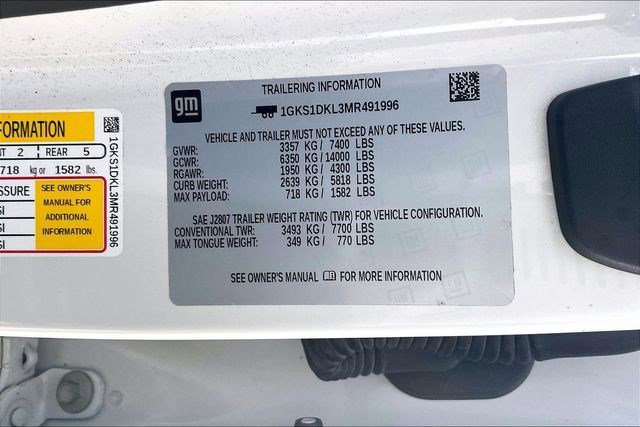 FORMATION
2 REAR 5
718 kg or 1582 lbs.
SSURE
SEE OWNER'S
MANUAL FOR
ADDITIONAL
INFORMATION
SI
SI
SI
1GKS1DKL3MR491996
gm
TRAILERING INFORMATION
1GKS1DKL3MR491996
VEHICLE AND TRAILER MUST NOT EXCEED ANY OF THESE VALUES.
GVWR: 3357 KG / 7400 LBS
GCWR: 6350 KG / 14000 LBS
RGAWR: 1950 KG / 4300 LBS
CURB WEIGHT: 2639 KG / 5818 LBS
MAX PAYLOAD: 718 KG / 1582 LBS
SAE J2807 TRAILER WEIGHT RATING (TWR) FOR VEHICLE CONFIGURATION.
CONVENTIONAL TWR: 3493 KG / 7700 LBS
MAX TONGUE WEIGHT: 349 KG / 770 LBS
SEE OWNER'S MANUAL FOR MORE INFORMATION